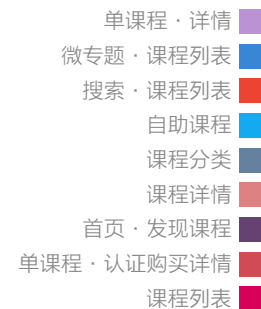 单课程 · 详情
微专题 · 课程列表
搜索 · 课程列表
自助课程
课程分类
课程详情
首页 · 发现课程
单课程 · 认证购买详情
课程列表